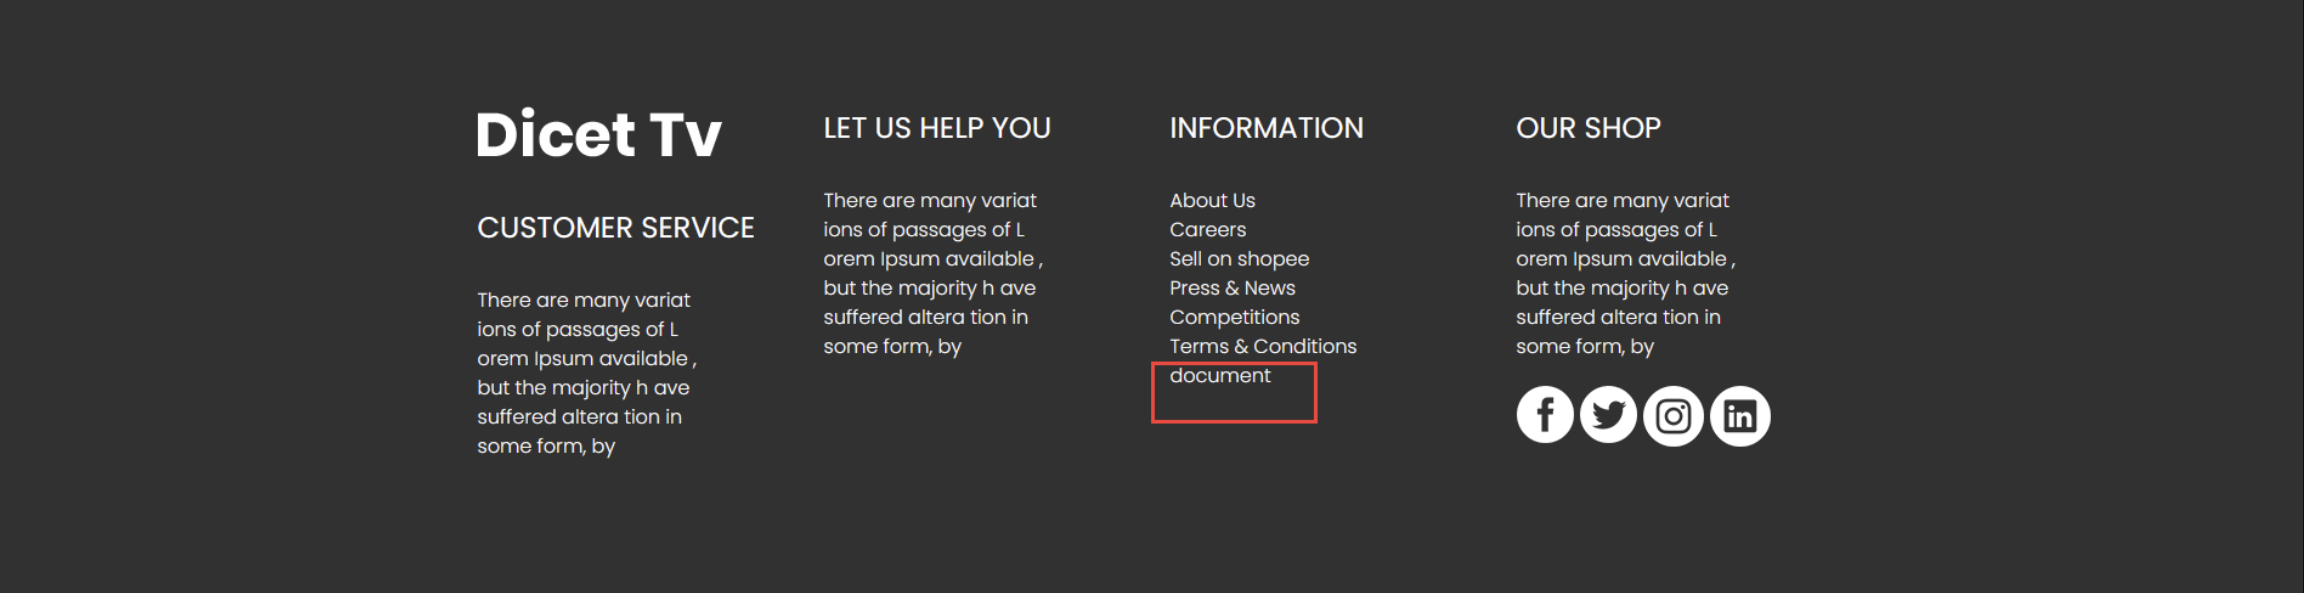 Dicet Tv
CUSTOMER SERVICE
There are many variat
ions of passages of L
orem Ipsum available ,
but the majority h ave
suffered altera tion in
some form, by
LET US HELP YOU
There are many variat
ions of passages of L
orem Ipsum available ,
but the majority h ave
suffered altera tion in
some form, by
INFORMATION
About Us
Careers
Sell on shopee
Press & News
Competitions
Terms & Conditions
document
OUR SHOP
There are many variat
ions of passages of L
orem Ipsum available ,
but the majority h ave
suffered altera tion in
some form, by